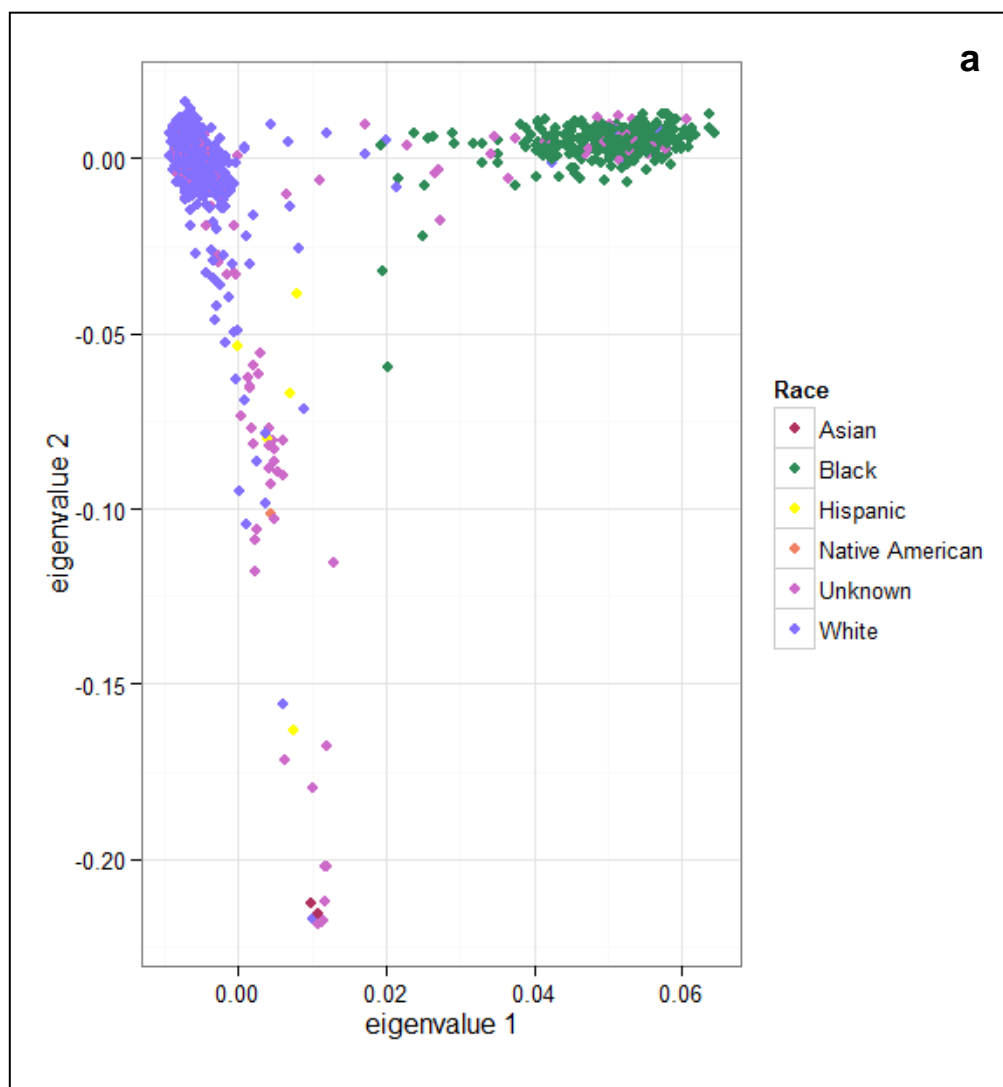 a
0.00
-0.05
-0.10
-0.15
-0.20
eigenvalue 2
0.00 0.02 0.04 0.06
eigenvalue 1
Race
Asian
Black
Hispanic
Native American
Unknown
White